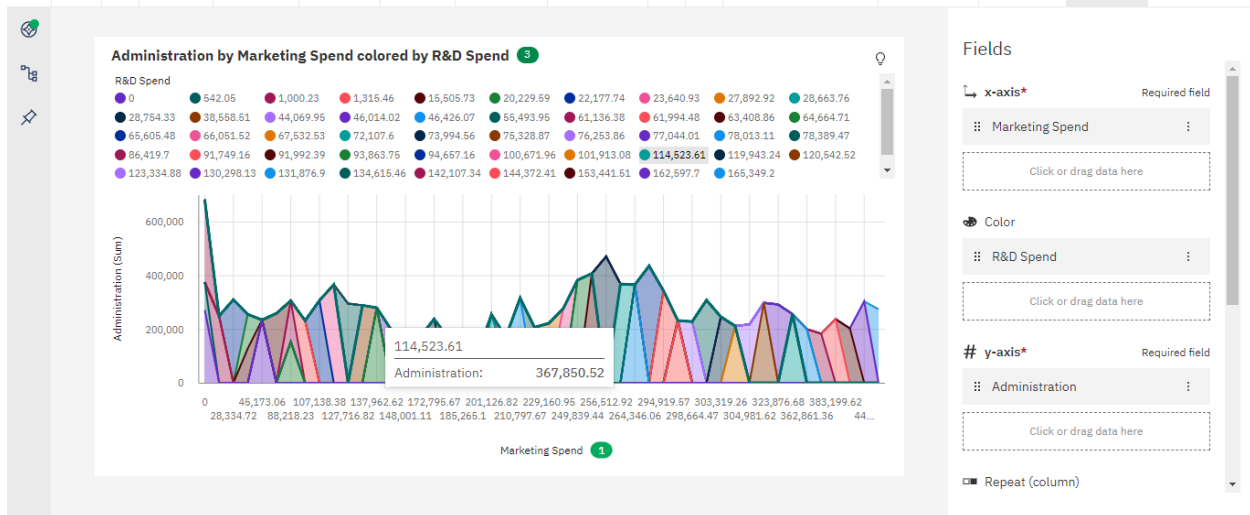 Administration by Marketing Spend colored by R&D Spend 3
R&D Spend
0 542.05 1,000.23 1,315.46 15,505.73 20,229.59 22,177.74 23,640.93 27,892.92 28,663.76
28,754.33 38,558.51 44,069.95 46,014.02 46,426.07 55,493.95 61,136.38 61,994.48 63,408.86 64,664.71
65,605.48 66,051.52 67,532.53 72,107.6 73,994.56 75,328.87 76,253.86 77,044.01 78,013.11 78,389.47
86,419.7 91,749.16 91,992.39 93,863.75 94,657.16 100,671.96 101,913.08 114,523.61 119,943.24 120,542.52
123,334.88 130,298.13 131,876.9 134,615.46 142,107.34 144,372.41 153,441.51 162,597.7 165,349.2
Administration (Sum)
600,000
400,000
200,000
0
114,523.61
Administration: 367,850.52
0 45,173.06 107,138.38 137,962.62 172,795.67 201,126.82 229,160.95 256,512.92 294,919.57 303,319.26 323,876.68 383,199.62
28,334.72 88,218.23 127,716.82 148,001.11 185,265.1 210,797.67 249,839.44 264,346.06 298,664.47 304,981.62 362,861.36 44...
Marketing Spend 1
Fields
x-axis* Required field
Marketing Spend
Click or drag data here
Color
R&D Spend
Click or drag data here
y-axis* Required field
Administration
Click or drag data here
Repeat (column)